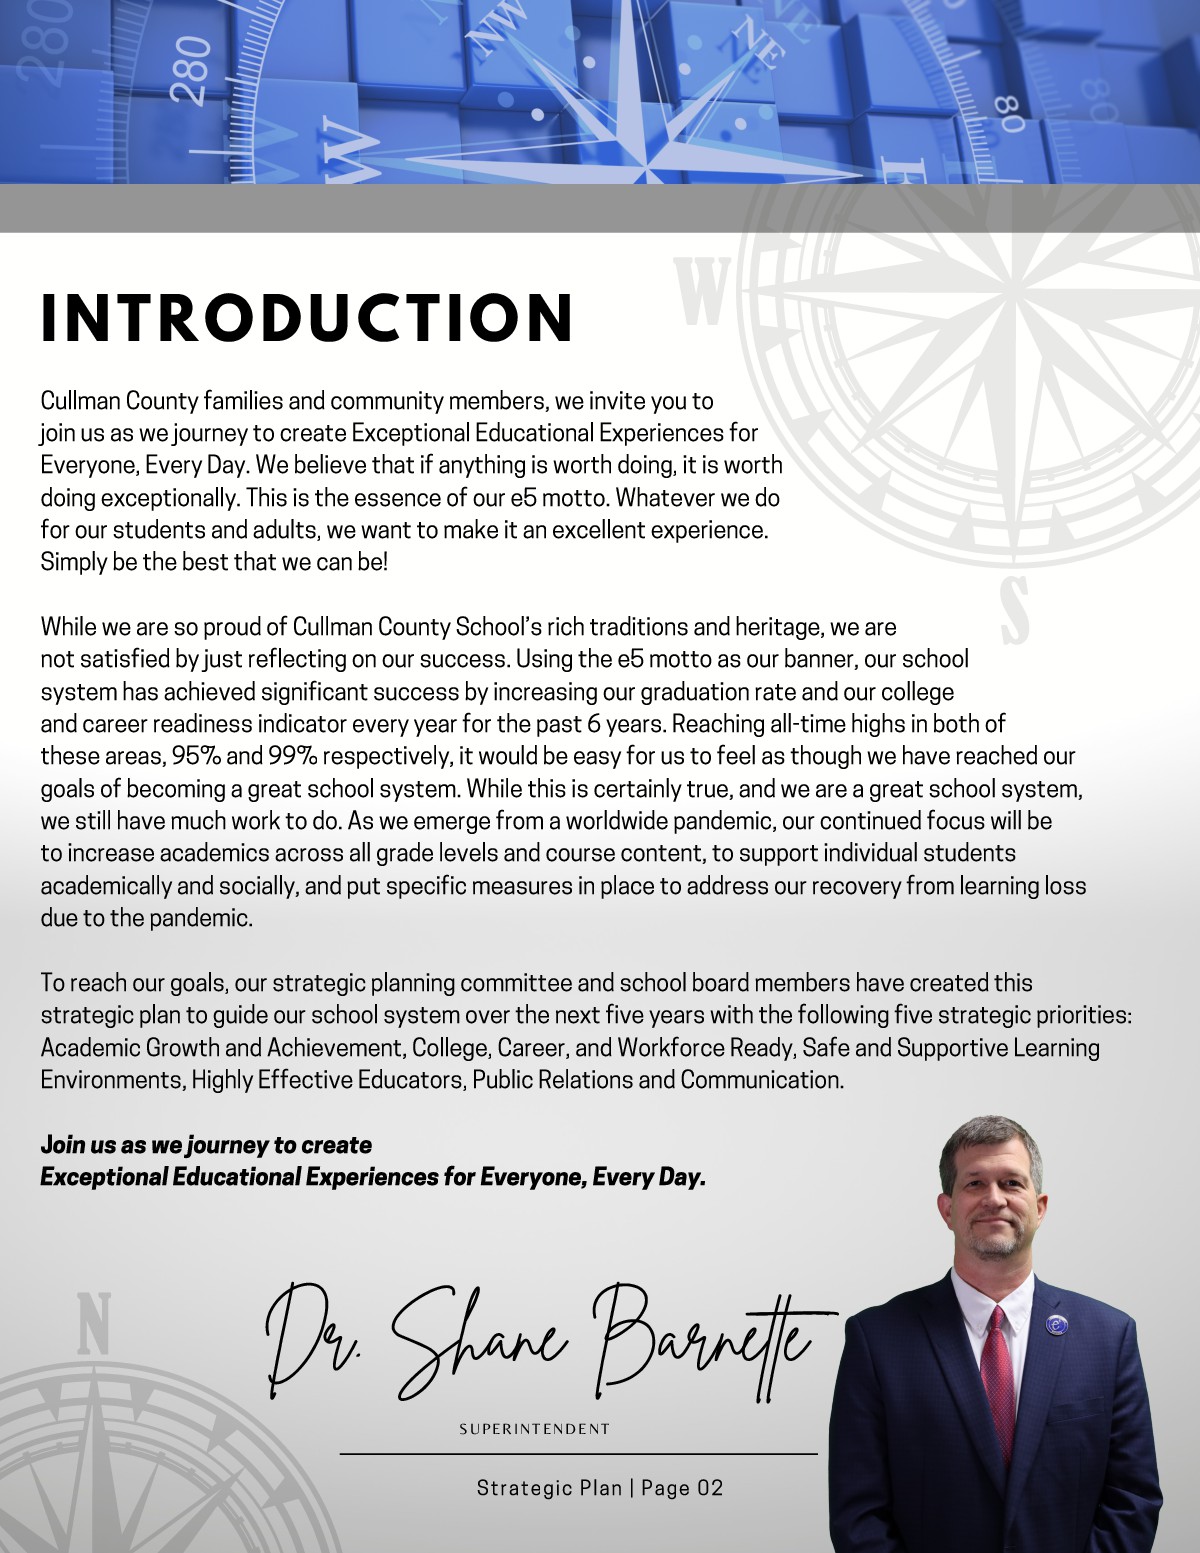 280
280
NW
NE
NE
80
80
W
W
E
W
INTRODUCTION
Cullman County families and community members, we invite you to
join us as we journey to create Exceptional Educational Experiences for
Everyone, Every Day. We believe that if anything is worth doing, it is worth
doing exceptionally. This is the essence of our e5 motto. Whatever we do
for our students and adults, we want to make it an excellent experience.
Simply be the best that we can be!
S
While we are so proud of Cullman County School's rich traditions and heritage, we are
not satisfied by just reflecting on our success. Using the e5 motto as our banner, our school
system has achieved significant success by increasing our graduation rate and our college
and career readiness indicator every year for the past 6 years. Reaching all-time highs in both of
these areas, 95% and 99% respectively, it would be easy for us to feel as though we have reached our
goals of becoming a great school system. While this is certainly true, and we are a great school system,
we still have much work to do. As we emerge from a worldwide pandemic, our continued focus will be
to increase academics across all grade levels and course content, to support individual students
academically and socially, and put specific measures in place to address our recovery from learning loss
due to the pandemic.
To reach our goals, our strategic planning committee and school board members have created this
strategic plan to guide our school system over the next five years with the following five strategic priorities:
Academic Growth and Achievement, College, Career, and Workforce Ready, Safe and Supportive Learning
Environments, Highly Effective Educators, Public Relations and Communication.
Join us as we journey to create
Exceptional Educational Experiences for Everyone, Every Day.
N
Dr. Shane Barnette
SUPERINTENDENT
Strategic Plan | Page 02